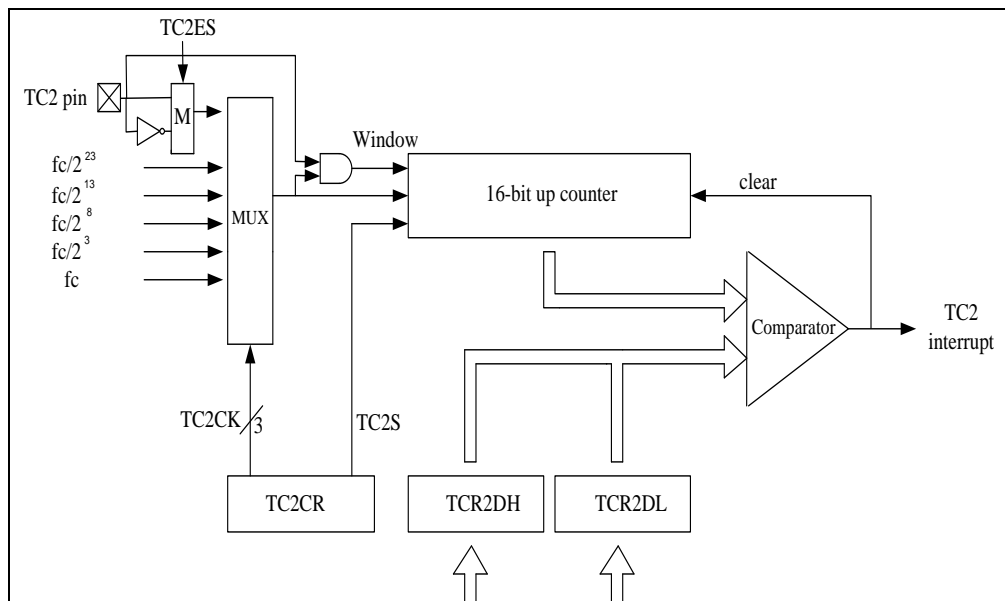 TC2ES
TC2 pin
M
Window
fc/2 23
fc/2 13
fc/2 8
fc/2 3
fc
MUX
16-bit up counter
clear
Comparator
TC2
interrupt
TC2CK
3
TC2S
TC2CR
TCR2DH
TCR2DL